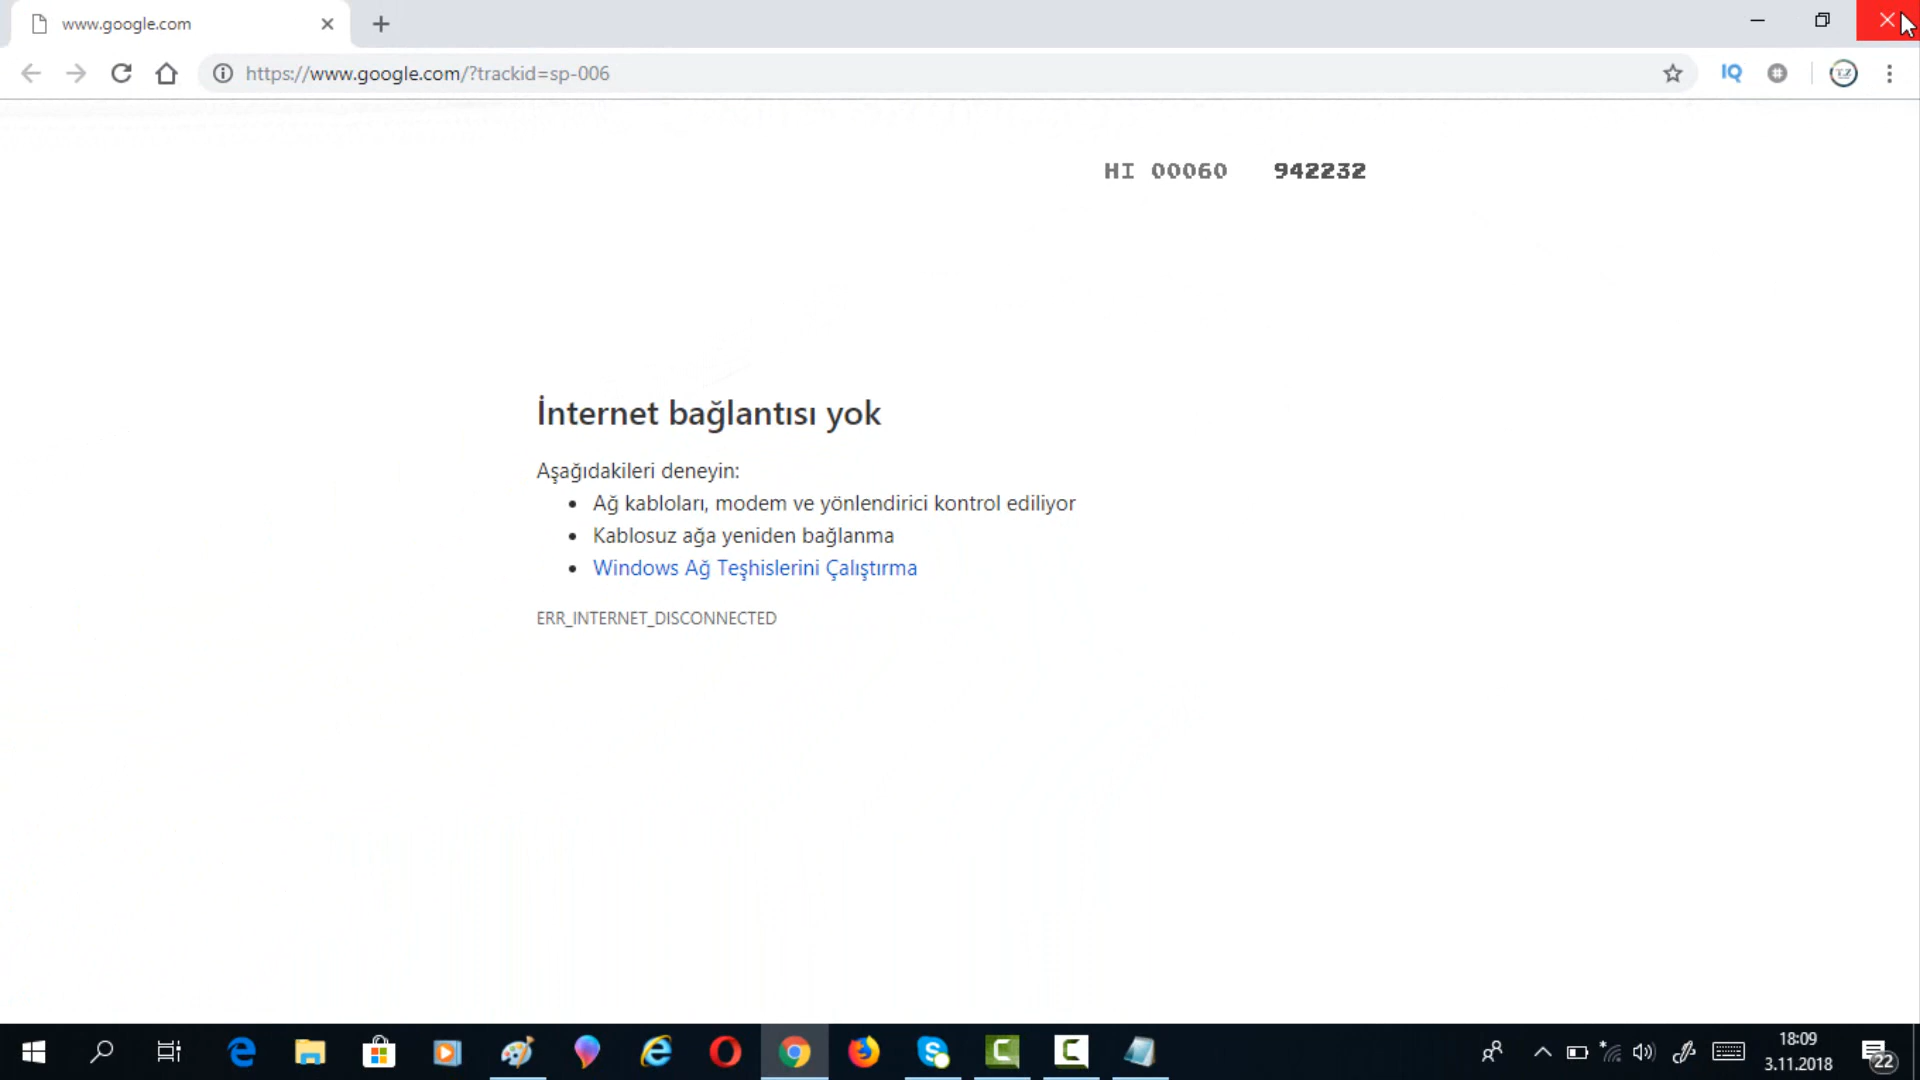 www.google.com
https://www.google.com/?trackid=sp-006
IQ
HI 00060 942232
İnternet bağlantısı yok
Aşağıdakileri deneyin:
Ağ kabloları, modem ve yönlendirici kontrol ediliyor
Kablosuz ağa yeniden bağlanma
Windows Ağ Teşhislerini Çalıştırma
ERR_INTERNET_DISCONNECTED
18:09
3.11.2018
22